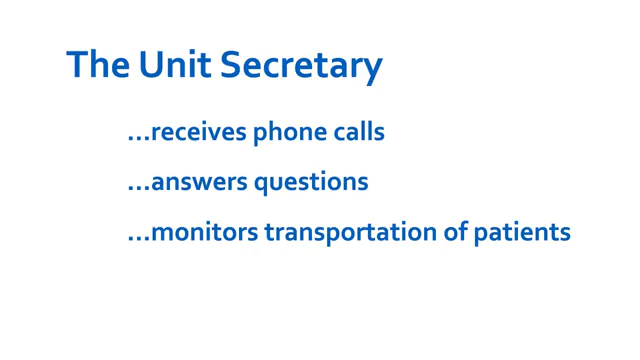 The Unit Secretary
...receives phone calls
...answers questions
...monitors transportation of patients